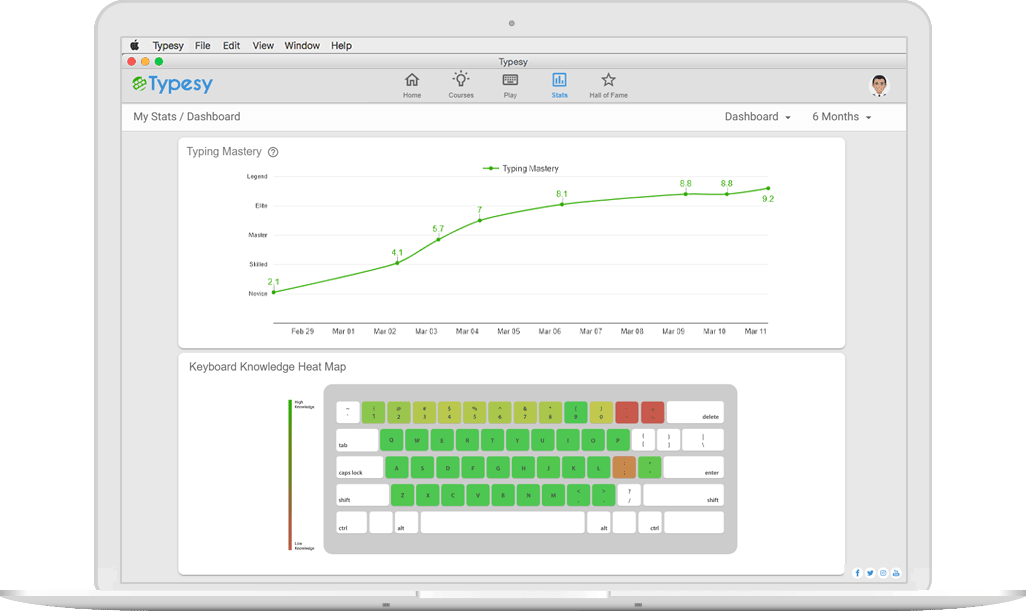 Typesy File Edit View Window Help
Typesy
Typesy
Home Courses Play Stats Hall of Fame
My Stats / Dashboard Dashboard 6 Months
Typing Mastery ?
Typing Mastery
Legend
Elite
Master
Skilled
Novice
2.1 4.1 5.7 7 8.1 8.8 8.8 9.2
Feb 29 Mar 01 Mar 02 Mar 03 Mar 04 Mar 05 Mar 06 Mar 07 Mar 08 Mar 09 Mar 10 Mar 11
Keyboard Knowledge Heat Map
High
Knowledge
Low
Knowledge
~ ! @ # $ % ^ & * ( )
1 2 3 4 5 6 7 8 9 0 delete
tab Q W E R T Y U I O P { [ } ] | \
caps lock A S D F G H J K L : ; " ' enter
shift Z X C V B N M < , > . ? / shift
ctrl alt alt ctrl